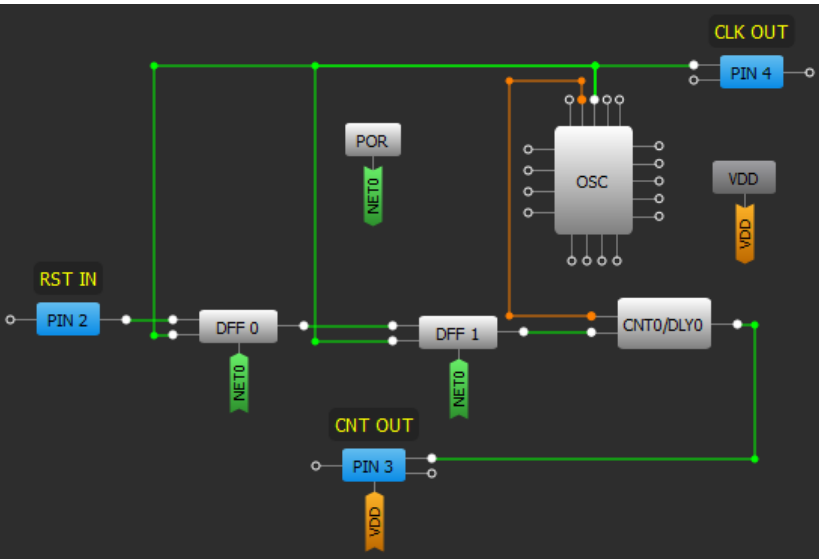 CLK OUT
PIN 4
POR
NET0
OSC
VDD
VDD
RST IN
PIN 2
DFF 0
NET0
DFF 1
NET0
CNT0/DLY0
CNT OUT
PIN 3
VDD